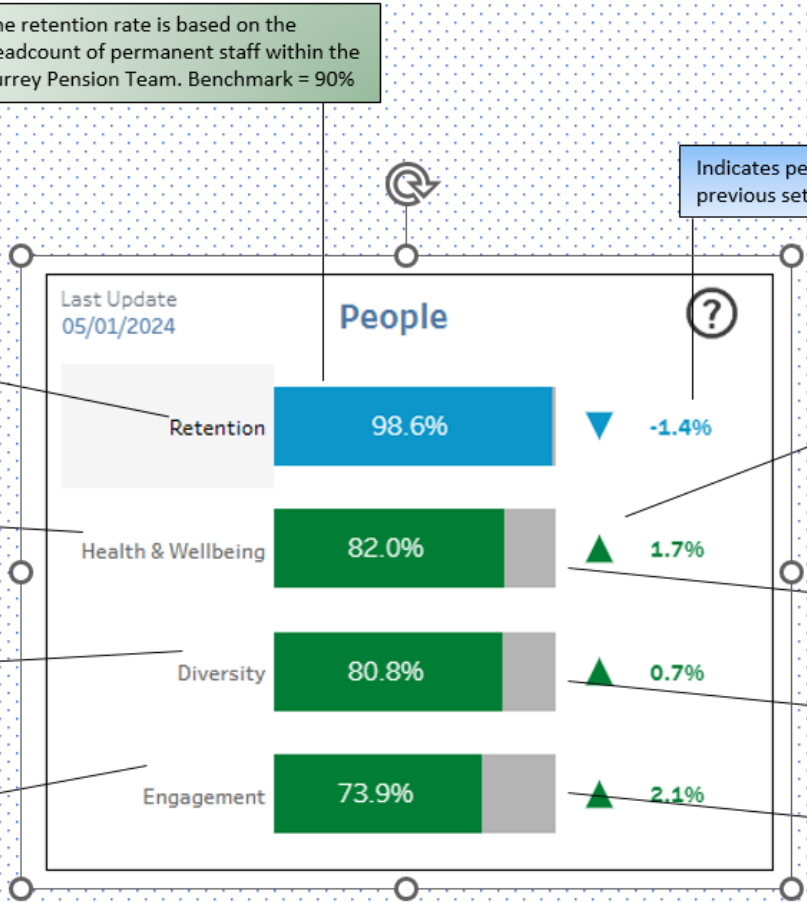 he retention rate is based on the
eadcount of permanent staff within the
urrey Pension Team. Benchmark = 90%
Indicates pe
previous set
Last Update
05/01/2024
People
?
Retention 98.6% ▼ -1.4%
Health & Wellbeing 82.0% ▲ 1.7%
Diversity 80.8% ▲ 0.7%
Engagement 73.9% ▲ 2.1%